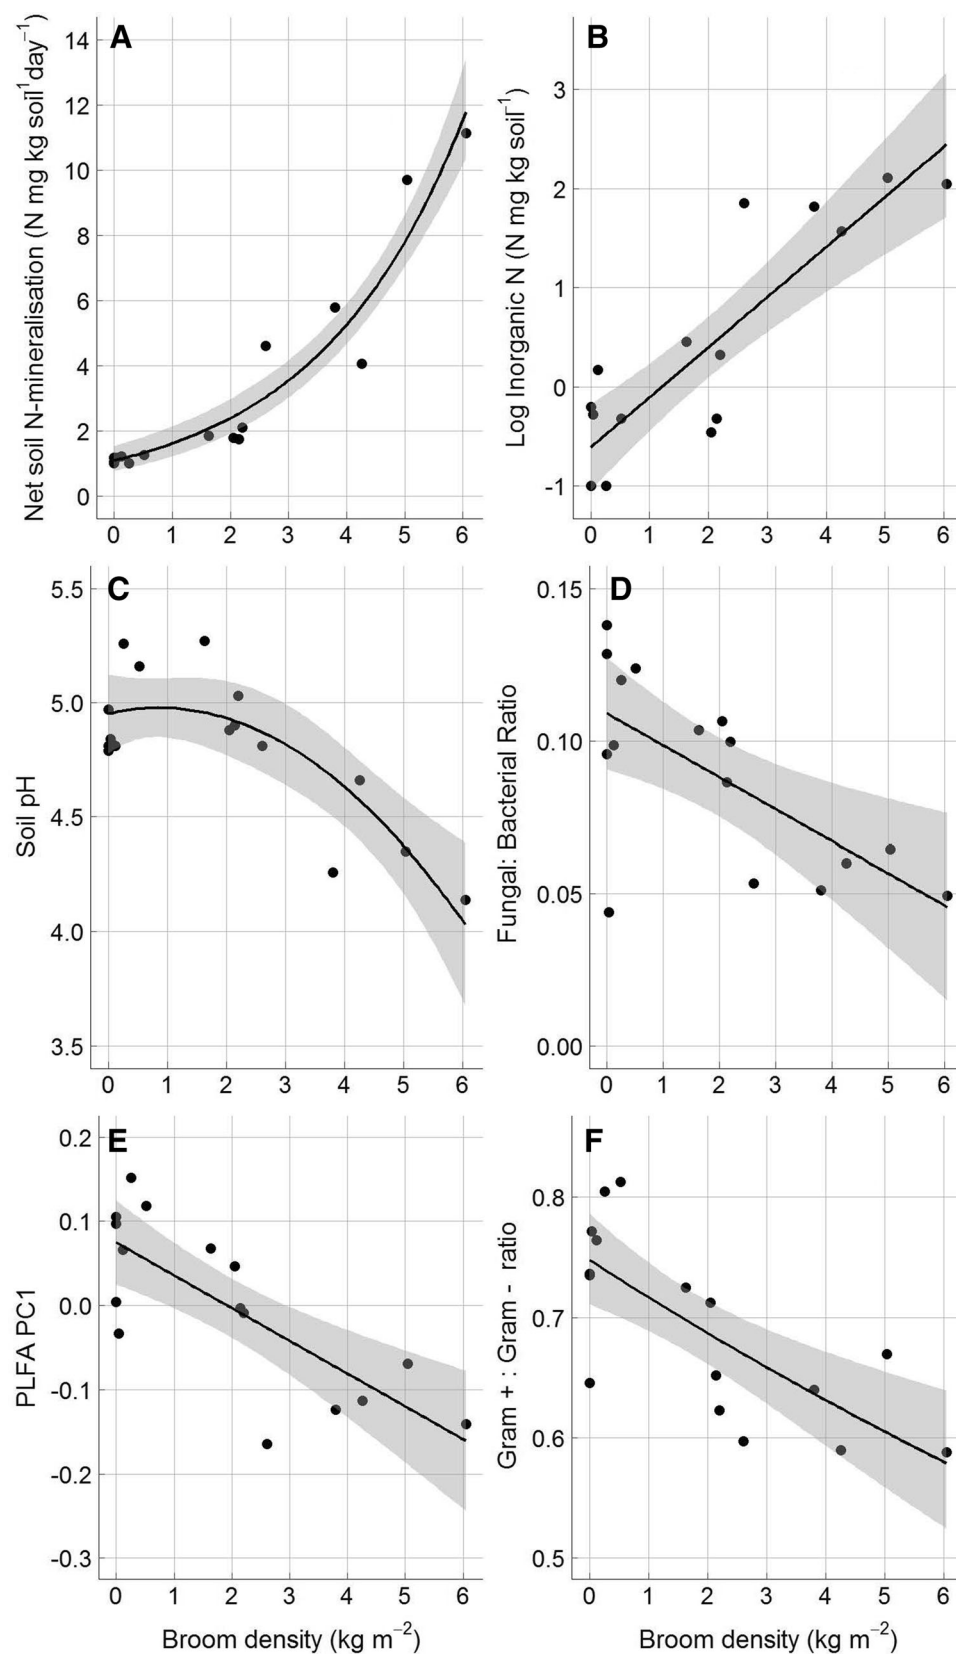 A
Net soil N-mineralisation (N mg kg soil¹day⁻¹)
14
12
10
8
6
4
2
0
0 1 2 3 4 5 6
B
Log Inorganic N (N mg kg soil⁻¹)
3
2
1
0
-1
0 1 2 3 4 5 6
C
Soil pH
5.5
5.0
4.5
4.0
3.5
0 1 2 3 4 5 6
D
Fungal: Bacterial Ratio
0.15
0.10
0.05
0.00
0 1 2 3 4 5 6
E
PLFA PC1
0.2
0.1
0.0
-0.1
-0.2
-0.3
0 1 2 3 4 5 6
Broom density (kg m⁻²)
F
Gram + : Gram - ratio
0.8
0.7
0.6
0.5
0 1 2 3 4 5 6
Broom density (kg m⁻²)